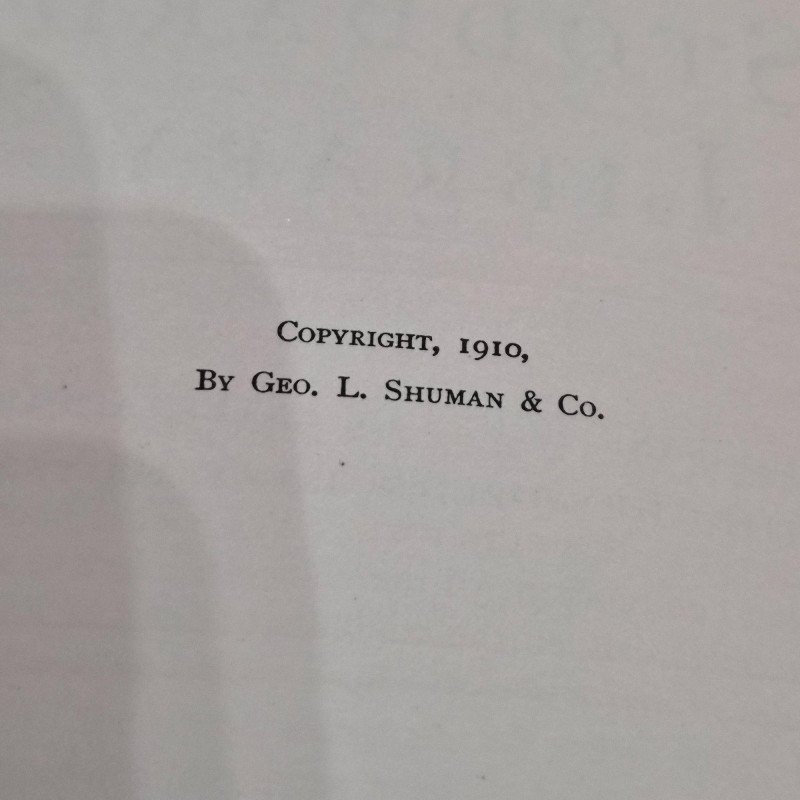 Copyright, 1910,
By Geo. L. Shuman & Co.